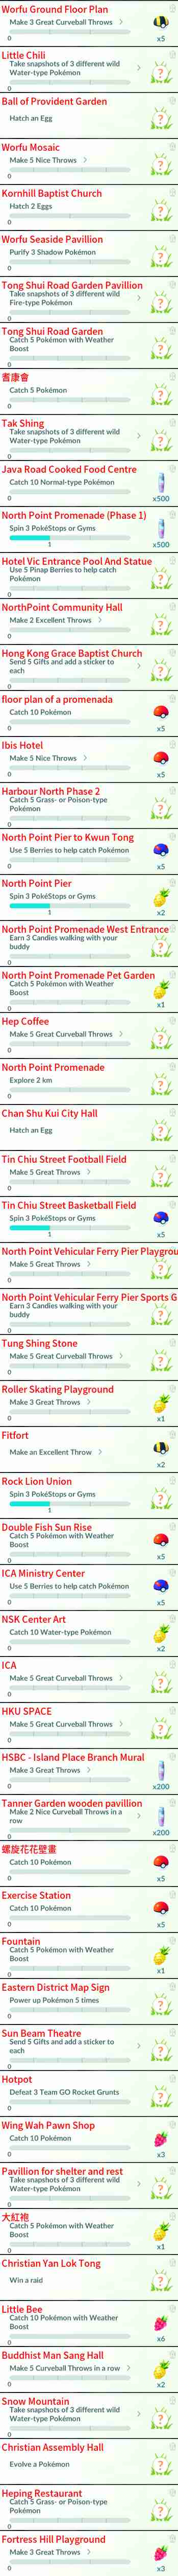 Worfu Ground Floor Plan
Make 3 Great Curveball Throws
0
x5
Little Chili
Take snapshots of 3 different wild
Water-type Pokémon
0
Ball of Provident Garden
Hatch an Egg
Worfu Mosaic
Make 5 Nice Throws
0
Kornhill Baptist Church
Hatch 2 Eggs
0
Worfu Seaside Pavillion
Purify 3 Shadow Pokémon
0
Tong Shui Road Garden Pavillion
Take snapshots of 3 different wild
Fire-type Pokémon
0
Tong Shui Road Garden
Catch 5 Pokémon with Weather
Boost
0
耆康會
Catch 5 Pokémon
0
Tak Shing
Take snapshots of 3 different wild
Water-type Pokémon
0
Java Road Cooked Food Centre
Catch 10 Normal-type Pokémon
0
x500
North Point Promenade (Phase 1)
Spin 3 PokéStops or Gyms
1
x500
Hotel Vic Entrance Pool And Statue
Use 5 Pinap Berries to help catch
Pokémon
0
NorthPoint Community Hall
Make 2 Excellent Throws
0
Hong Kong Grace Baptist Church
Send 5 Gifts and add a sticker to
each
0
floor plan of a promenada
Catch 10 Pokémon
0
x5
Ibis Hotel
Make 5 Nice Throws
0
x5
Harbour North Phase 2
Catch 5 Grass- or Poison-type
Pokémon
0
North Point Pier to Kwun Tong
Use 5 Berries to help catch Pokémon
0
x5
North Point Pier
Spin 3 PokéStops or Gyms
1
x2
North Point Promenade West Entrance
Earn 3 Candies walking with your
buddy
0
North Point Promenade Pet Garden
Catch 5 Pokémon with Weather
Boost
0
x1
Hep Coffee
Make 5 Great Curveball Throws
0
North Point Promenade
Explore 2 km
0
Chan Shu Kui City Hall
Hatch an Egg
Tin Chiu Street Football Field
Make 5 Great Throws
0
Tin Chiu Street Basketball Field
Spin 3 PokéStops or Gyms
1
x5
North Point Vehicular Ferry Pier Playgrou
Make 5 Great Throws
0
North Point Vehicular Ferry Pier Sports G
Earn 3 Candies walking with your
buddy
0
Tung Shing Stone
Make 5 Great Curveball Throws
0
Roller Skating Playground
Make 3 Great Throws
0
x1
Fitfort
Make an Excellent Throw
x2
Rock Lion Union
Spin 3 PokéStops or Gyms
1
Double Fish Sun Rise
Catch 5 Pokémon with Weather
Boost
0
x5
ICA Ministry Center
Use 5 Berries to help catch Pokémon
0
x5
NSK Center Art
Catch 10 Water-type Pokémon
0
x2
ICA
Make 5 Great Curveball Throws
0
HKU SPACE
Make 5 Great Curveball Throws
0
HSBC - Island Place Branch Mural
Make 3 Great Throws
0
x200
Tanner Garden wooden pavillion
Make 2 Nice Curveball Throws in a
row
0
x200
螺旋花花壁畫
Catch 10 Pokémon
0
x5
Exercise Station
Catch 10 Pokémon
0
x5
Fountain
Catch 5 Pokémon with Weather
Boost
0
x1
Eastern District Map Sign
Power up Pokémon 5 times
0
Sun Beam Theatre
Send 5 Gifts and add a sticker to
each
0
Hotpot
Defeat 3 Team GO Rocket Grunts
0
Wing Wah Pawn Shop
Catch 10 Pokémon
0
x3
Pavillion for shelter and rest
Take snapshots of 3 different wild
Water-type Pokémon
0
大紅袍
Catch 5 Pokémon with Weather
Boost
0
x1
Christian Yan Lok Tong
Win a raid
Little Bee
Catch 10 Pokémon with Weather
Boost
0
x6
Buddhist Man Sang Hall
Make 5 Curveball Throws in a row
0
x2
Snow Mountain
Take snapshots of 3 different wild
Water-type Pokémon
0
Christian Assembly Hall
Evolve a Pokémon
Heping Restaurant
Catch 5 Grass- or Poison-type
Pokémon
0
Fortress Hill Playground
Make 3 Great Throws
0
x3